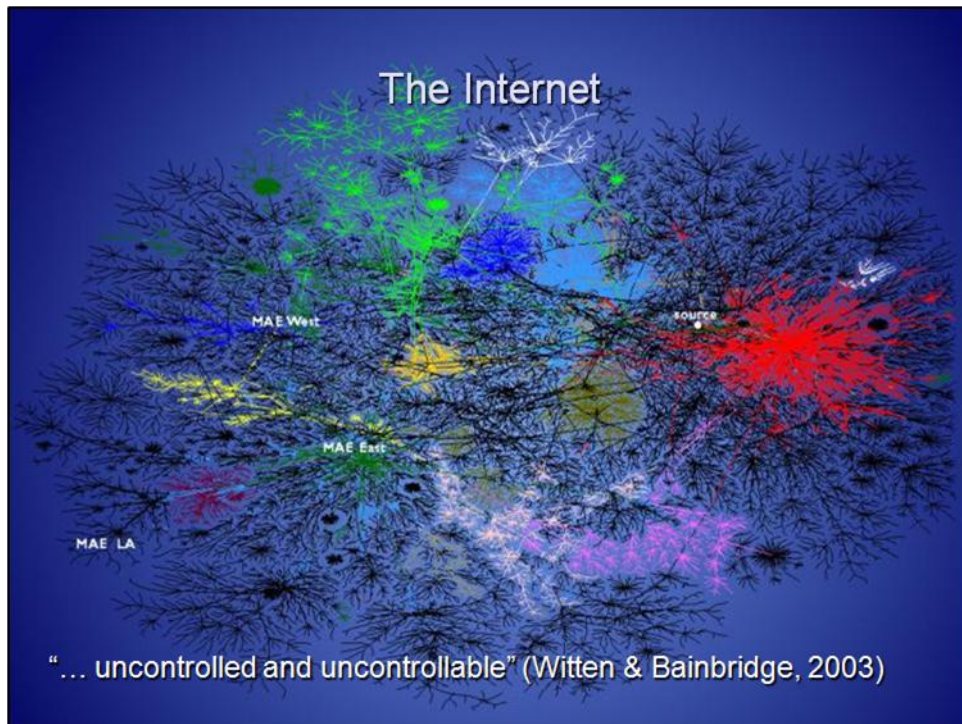 The Internet
MAE West
source
MAE East
MAE LA
“… uncontrolled and uncontrollable” (Witten & Bainbridge, 2003)